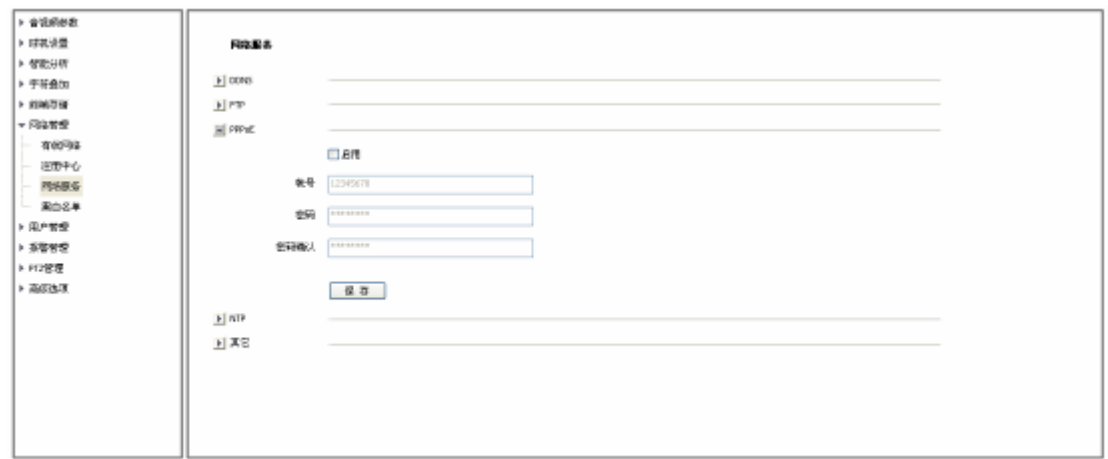 音视频参数
时钟设置
智能分析
字符叠加
前端存储
网络管理
有线网络
注册中心
网络服务
黑白名单
用户管理
报警管理
PTZ管理
高级选项
网络服务
DDNS
FTP
PPPoE
启用
帐号
12345678
密码
********
密码确认
********
保 存
NTP
其它